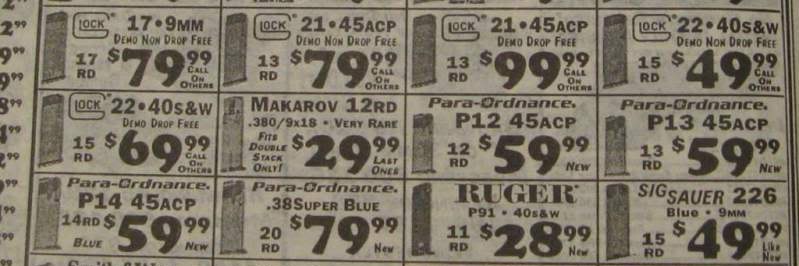 GLOCK 17•9MM
DEMO NON DROP FREE
17 RD $79.99 CALL ON OTHERS
GLOCK 21•45ACP
DEMO NON DROP FREE
13 RD $79.99 CALL ON OTHERS
GLOCK 21•45ACP
DEMO NON DROP FREE
13 RD $99.99 CALL ON OTHERS
GLOCK 22•40S&W
DEMO NON DROP FREE
15 RD $49.99 CALL ON OTHERS
GLOCK 22•40S&W
DEMO DROP FREE
15 RD $69.99 CALL ON OTHERS
MAKAROV 12RD
.380/9x18 • VERY RARE
FITS DOUBLE STACK ONLY! $29.99 LAST ONES
Para-Ordnance.
P12 45ACP
12 RD $59.99 NEW
Para-Ordnance.
P13 45ACP
13 RD $59.99 NEW
Para-Ordnance.
P14 45ACP
14RD BLUE $59.99 NEW
Para-Ordnance.
.38SUPER BLUE
20 RD $79.99 New
RUGER
P91 • 40S&W
11 RD $28.99 NEW
SIG SAUER 226
BLUE • 9MM
15 RD $49.99 Like New